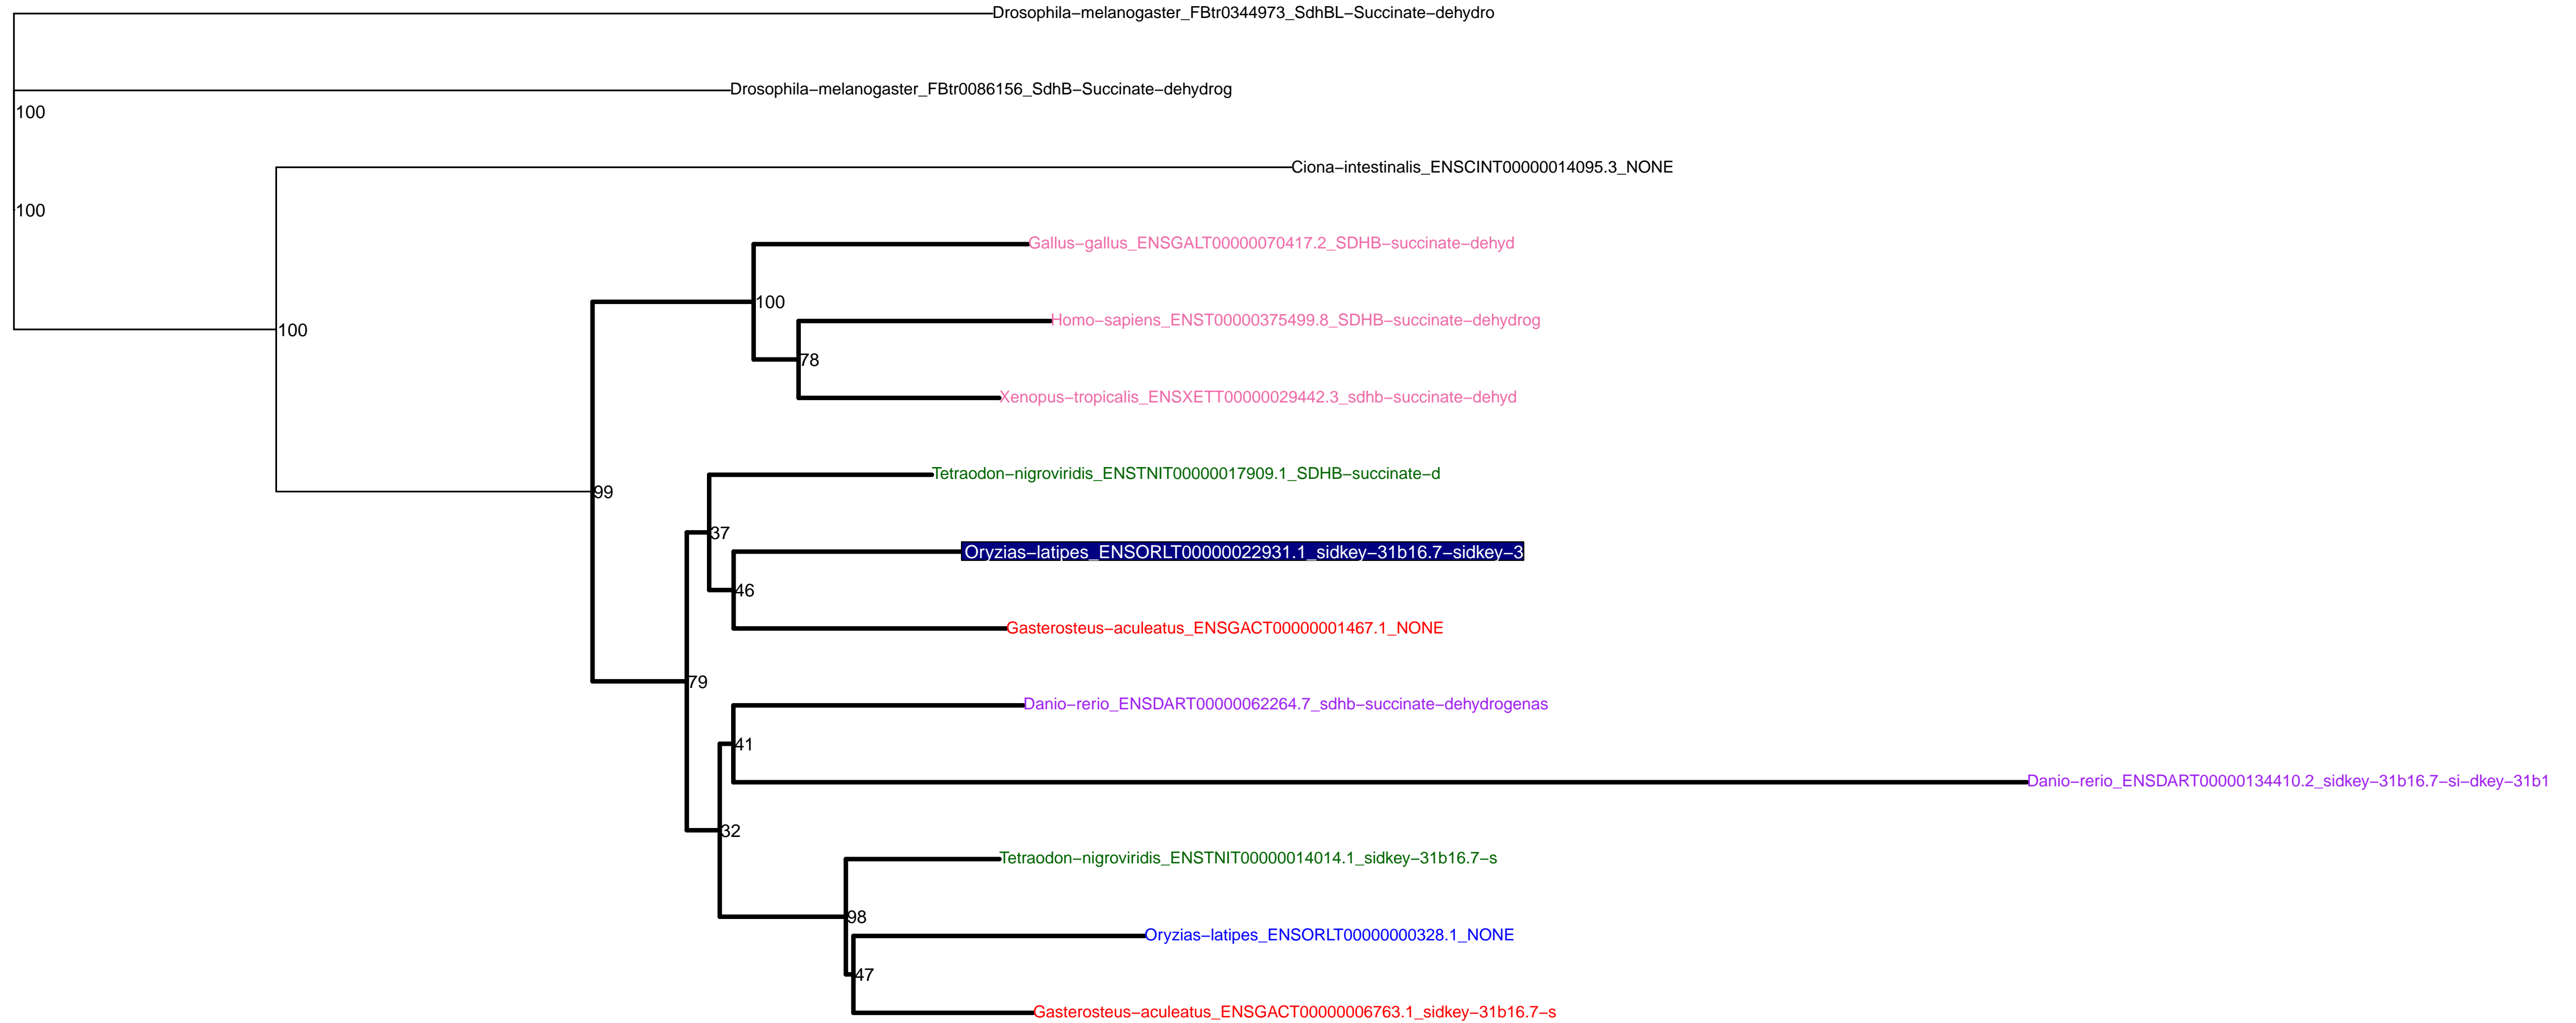 Drosophila−melanogaster_FBtr0344973_SdhBL−Succinate−dehydro
Drosophila−melanogaster_FBtr0086156_SdhB−Succinate−dehydrog
100
Ciona−intestinalis_ENSCINT00000014095.3_NONE
100
Gallus−gallus_ENSGALT00000070417.2_SDHB−succinate−dehyd
100
Homo−sapiens_ENST00000375499.8_SDHB−succinate−dehydrog
100
78
Xenopus−tropicalis_ENSXETT00000029442.3_sdhb−succinate−dehyd
Tetraodon−nigroviridis_ENSTNIT00000017909.1_SDHB−succinate−d
99
37
Oryzias−latipes_ENSORLT00000022931.1_sidkey−31b16.7−sidkey−3
46
Gasterosteus−aculeatus_ENSGACT00000001467.1_NONE
79
Danio−rerio_ENSDART00000062264.7_sdhb−succinate−dehydrogenas
41
Danio−rerio_ENSDART00000134410.2_sidkey−31b16.7−si−dkey−31b1
32
Tetraodon−nigroviridis_ENSTNIT00000014014.1_sidkey−31b16.7−s
98
Oryzias−latipes_ENSORLT00000000328.1_NONE
47
Gasterosteus−aculeatus_ENSGACT00000006763.1_sidkey−31b16.7−s